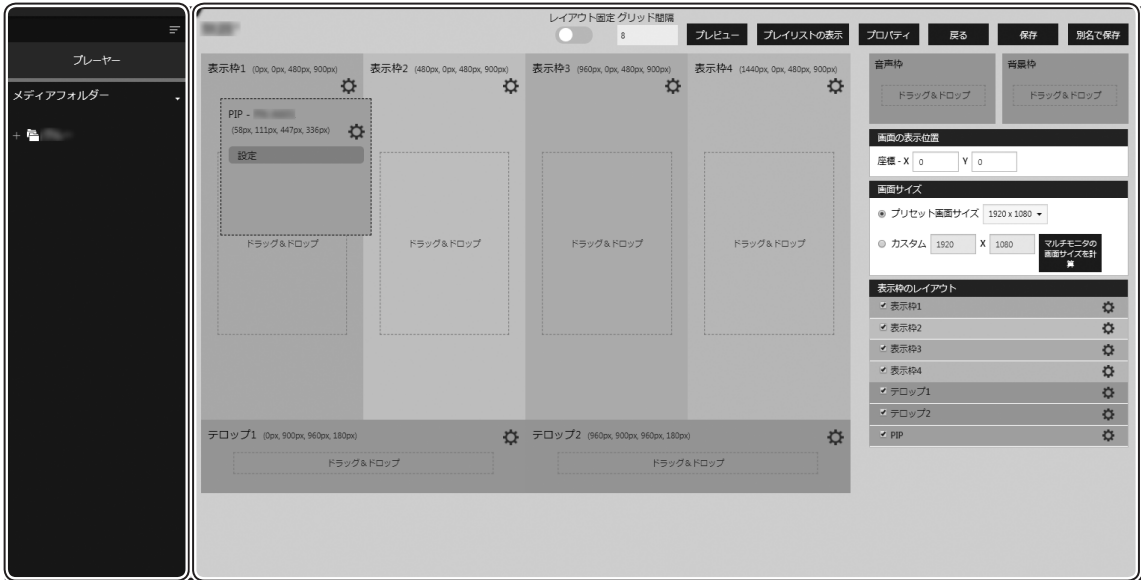 プレーヤー
メディアフォルダー
+
レイアウト固定 グリッド間隔
8
プレビュー
プレイリストの表示
プロパティ
戻る
保存
別名で保存
表示枠1 (0px, 0px, 480px, 900px)
表示枠2 (480px, 0px, 480px, 900px)
表示枠3 (960px, 0px, 480px, 900px)
表示枠4 (1440px, 0px, 480px, 900px)
PIP -
(58px, 111px, 447px, 336px)
設定
ドラッグ&ドロップ
ドラッグ&ドロップ
ドラッグ&ドロップ
ドラッグ&ドロップ
テロップ1 (0px, 900px, 960px, 180px)
ドラッグ&ドロップ
テロップ2 (960px, 900px, 960px, 180px)
ドラッグ&ドロップ
音声枠
ドラッグ&ドロップ
背景枠
ドラッグ&ドロップ
画面の表示位置
座標 - X 0 Y 0
画面サイズ
プリセット画面サイズ 1920 x 1080
カスタム 1920 X 1080
マルチモニタの
画面サイズを計
算
表示枠のレイアウト
表示枠1
表示枠2
表示枠3
表示枠4
テロップ1
テロップ2
PIP